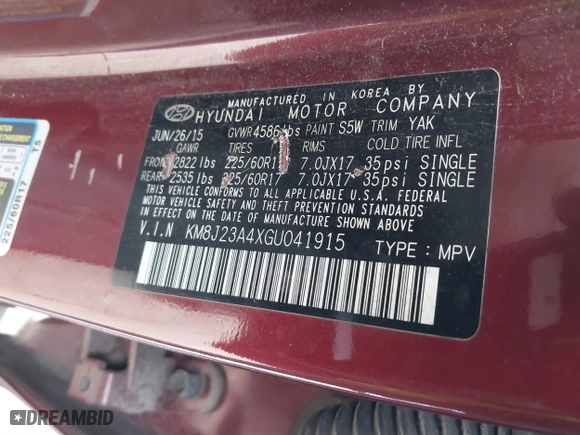 MANUFACTURED IN KOREA BY
HYUNDAI MOTOR COMPANY
JUN/26/15 GVWR 4586 lbs PAINT S5W TRIM YAK
GAWR TIRES RIMS COLD TIRE INFL
FRONT 2822 lbs 225/60R17 7.0JX17 35psi SINGLE
REAR 2535 lbs 225/60R17 7.0JX17 35psi SINGLE
THIS VEHICLE CONFORMS TO ALL APPLICABLE U.S.A. FEDERAL
MOTOR VEHICLE SAFETY AND THEFT PREVENTION STANDARDS
IN EFFECT ON THE DATE OF MANUFACTURE SHOWN ABOVE.
V.I.N KM8J23A4XGU041915 TYPE : MPV
225/60R17 T5
DREAMBID